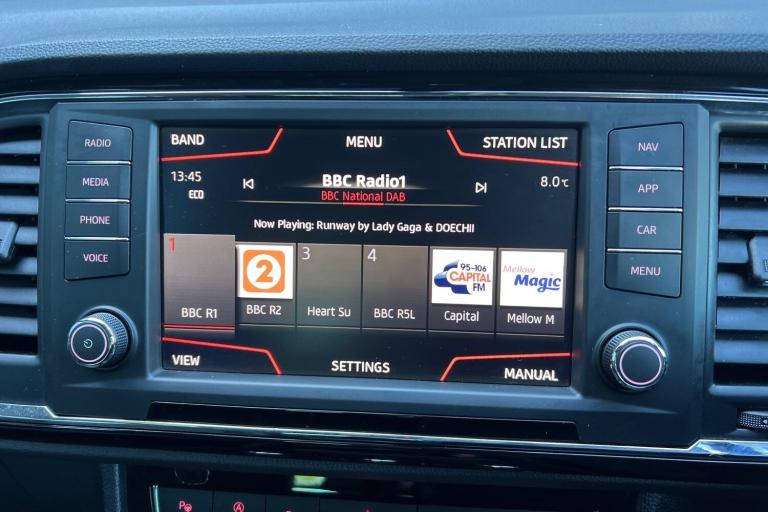 RADIO
MEDIA
PHONE
VOICE
BAND
MENU
STATION LIST
13:45
ECO
BBC Radio1
BBC National DAB
8.0°C
Now Playing: Runway by Lady Gaga & DOECHII
1
BBC R1
2
BBC R2
3
Heart Su
4
BBC R5L
95-106
CAPITAL
FM
Capital
Mellow
Magic
Mellow M
VIEW
SETTINGS
MANUAL
NAV
APP
CAR
MENU
P
A